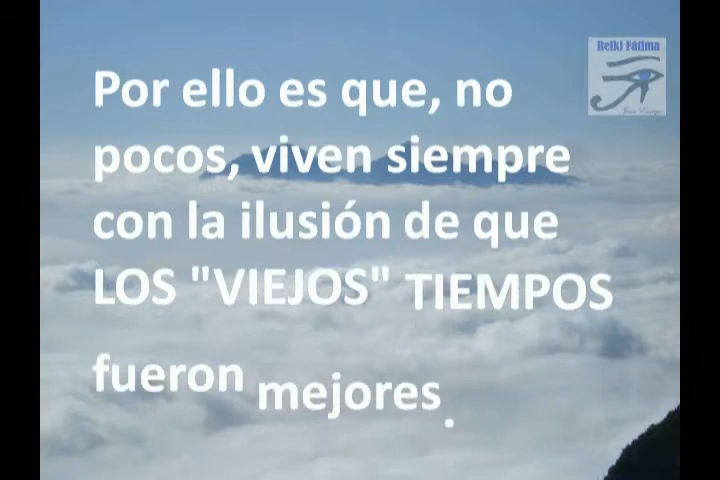 Reiki Fátima
Por ello es que, no
pocos, viven siempre
con la ilusión de que
LOS "VIEJOS" TIEMPOS
fueron mejores.